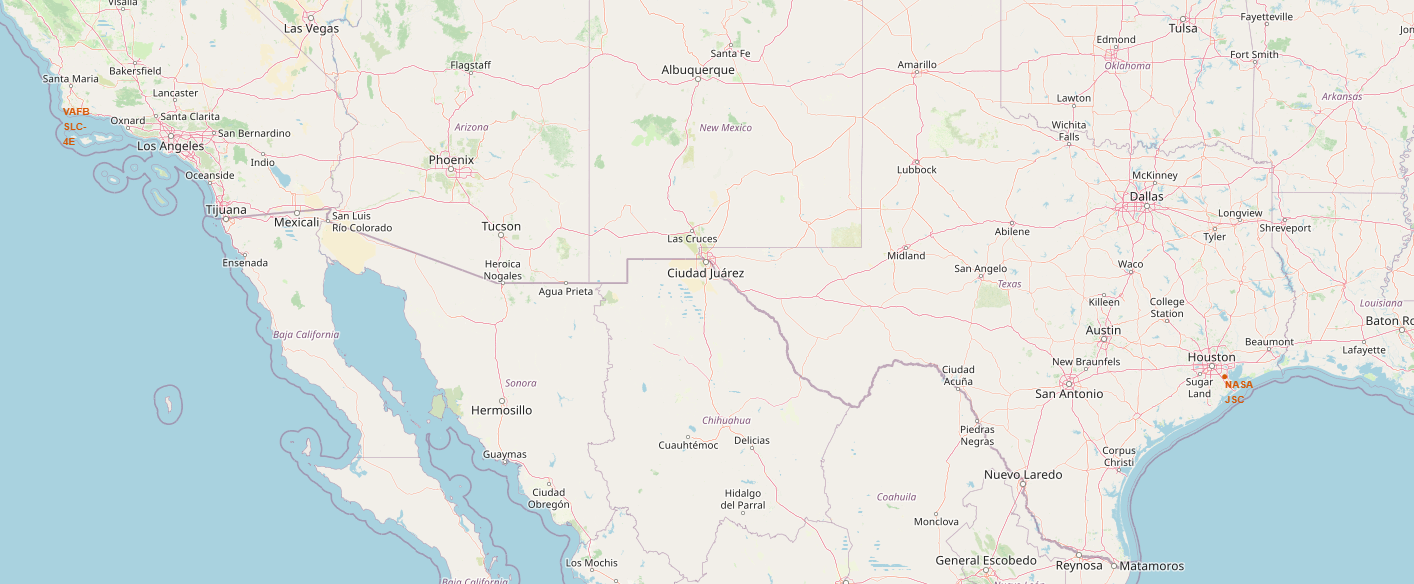 Visalia
Las Vegas
Santa Fe
Fayetteville
Tulsa
Edmond
Fort Smith
Oklahoma
Bakersfield
Flagstaff
Albuquerque
Amarillo
Santa Maria
Lancaster
Lawton
Arkansas
VAFB
SLC-
4E
Oxnard
Santa Clarita
San Bernardino
Arizona
New Mexico
Wichita
Falls
Los Angeles
Indio
Phoenix
Lubbock
Oceanside
McKinney
Dallas
Tijuana
Mexicali
San Luis
Río Colorado
Tucson
Las Cruces
Abilene
Longview
Tyler
Shreveport
Ensenada
Heroica
Nogales
Ciudad Juárez
Midland
San Angelo
Waco
Agua Prieta
Texas
Killeen
College
Station
Louisiana
Baja California
Austin
Baton Ro
Beaumont
Lafayette
New Braunfels
Houston
Sonora
Ciudad
Acuña
San Antonio
Sugar
Land
NASA
JSC
Hermosillo
Chihuahua
Cuauhtémoc
Delicias
Piedras
Negras
Guaymas
Corpus
Christi
Nuevo Laredo
Ciudad
Obregón
Hidalgo
del Parral
Coahuila
Monclova
Los Mochis
General Escobedo
Reynosa
Matamoros
Baja California